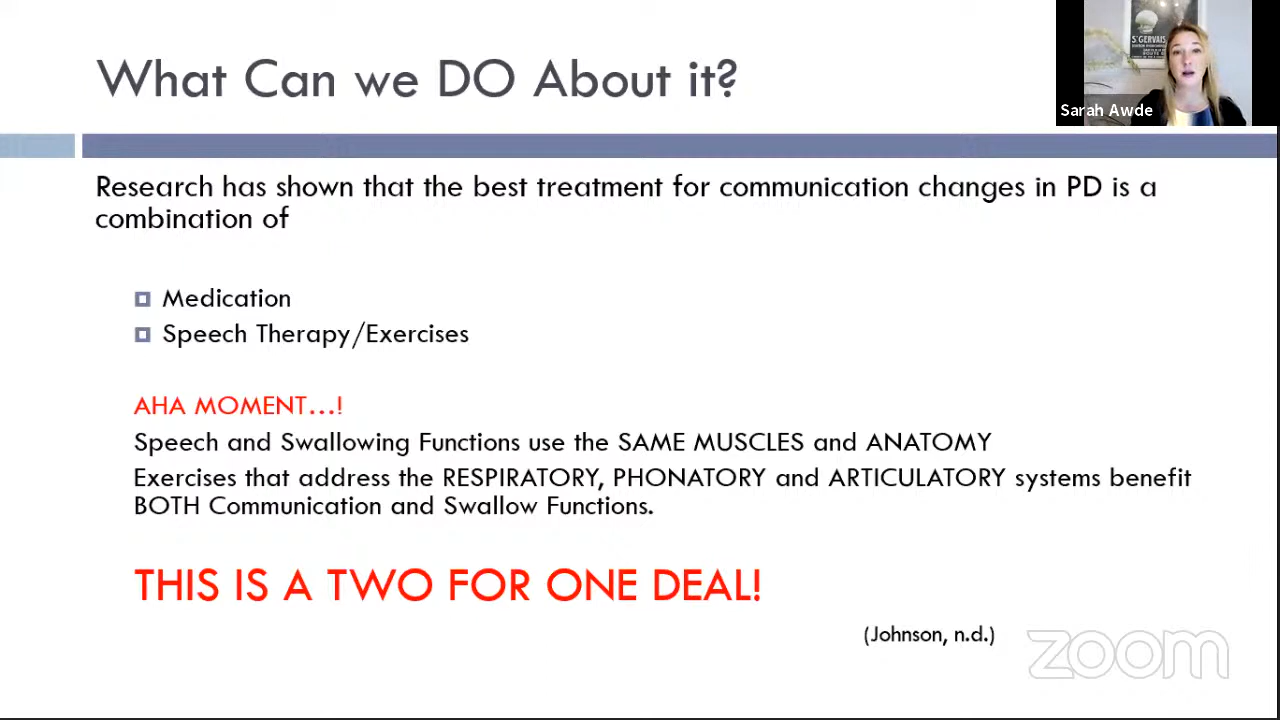 What Can we DO About it?
S'GERVAIS
Sarah Awde
Research has shown that the best treatment for communication changes in PD is a
combination of
Medication
Speech Therapy/Exercises
AHA MOMENT...!
Speech and Swallowing Functions use the SAME MUSCLES and ANATOMY
Exercises that address the RESPIRATORY, PHONATORY and ARTICULATORY systems benefit
BOTH Communication and Swallow Functions.
THIS IS A TWO FOR ONE DEAL!
(Johnson, n.d.)
zoom